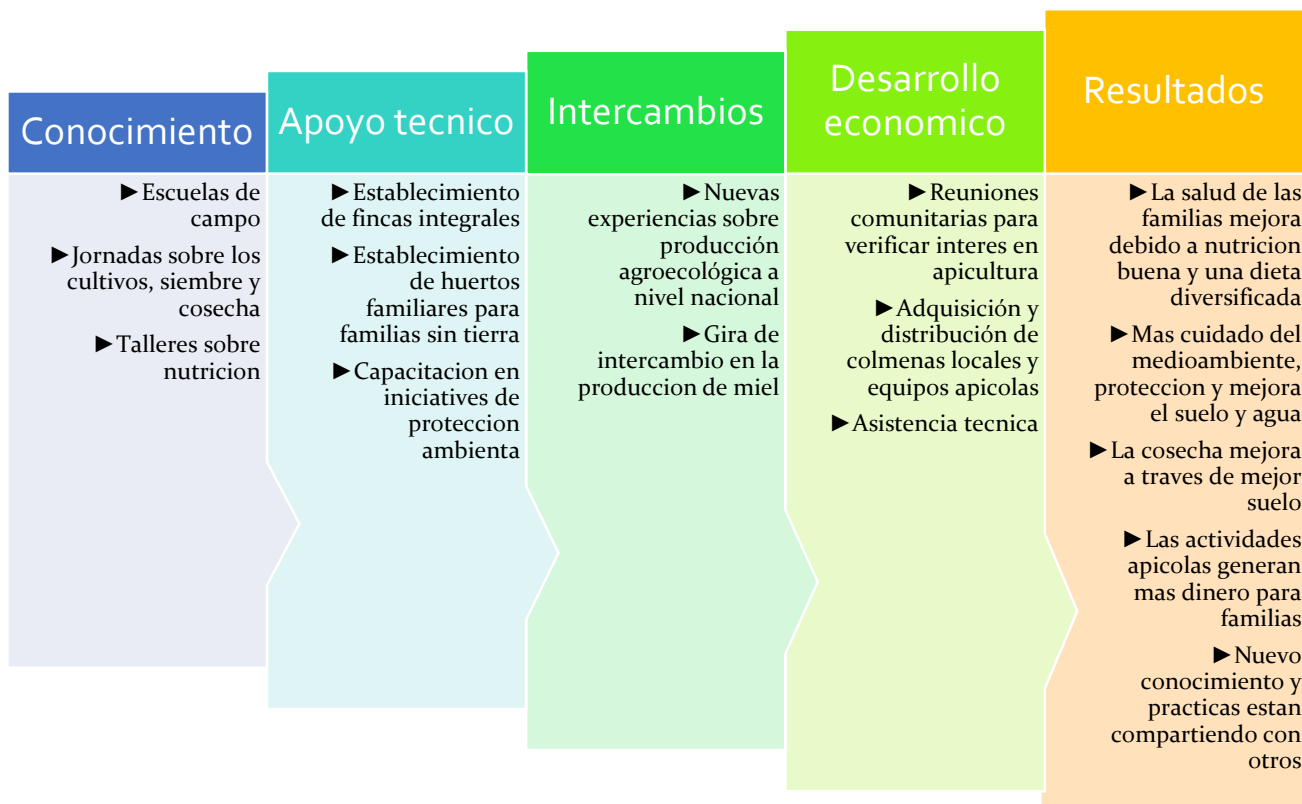 Conocimiento
►Escuelas de
campo
►Jornadas sobre los
cultivos, siembre y
cosecha
►Talleres sobre
nutricion
Apoyo tecnico
►Establecimiento
de fincas integrales
►Establecimiento
de huertos
familiares para
familias sin tierra
►Capacitacion en
iniciatives de
proteccion
ambienta
Intercambios
►Nuevas
experiencias sobre
producción
agroecológica a
nivel nacional
►Gira de
intercambio en la
produccion de miel
Desarrollo
economico
►Reuniones
comunitarias para
verificar interes en
apicultura
►Adquisición y
distribución de
colmenas locales y
equipos apicolas
►Asistencia tecnica
Resultados
►La salud de las
familias mejora
debido a nutricion
buena y una dieta
diversificada
►Mas cuidado del
medioambiente,
proteccion y mejora
el suelo y agua
►La cosecha mejora
a traves de mejor
suelo
►Las actividades
apicolas generan
mas dinero para
familias
►Nuevo
conocimiento y
practicas estan
compartiendo con
otros